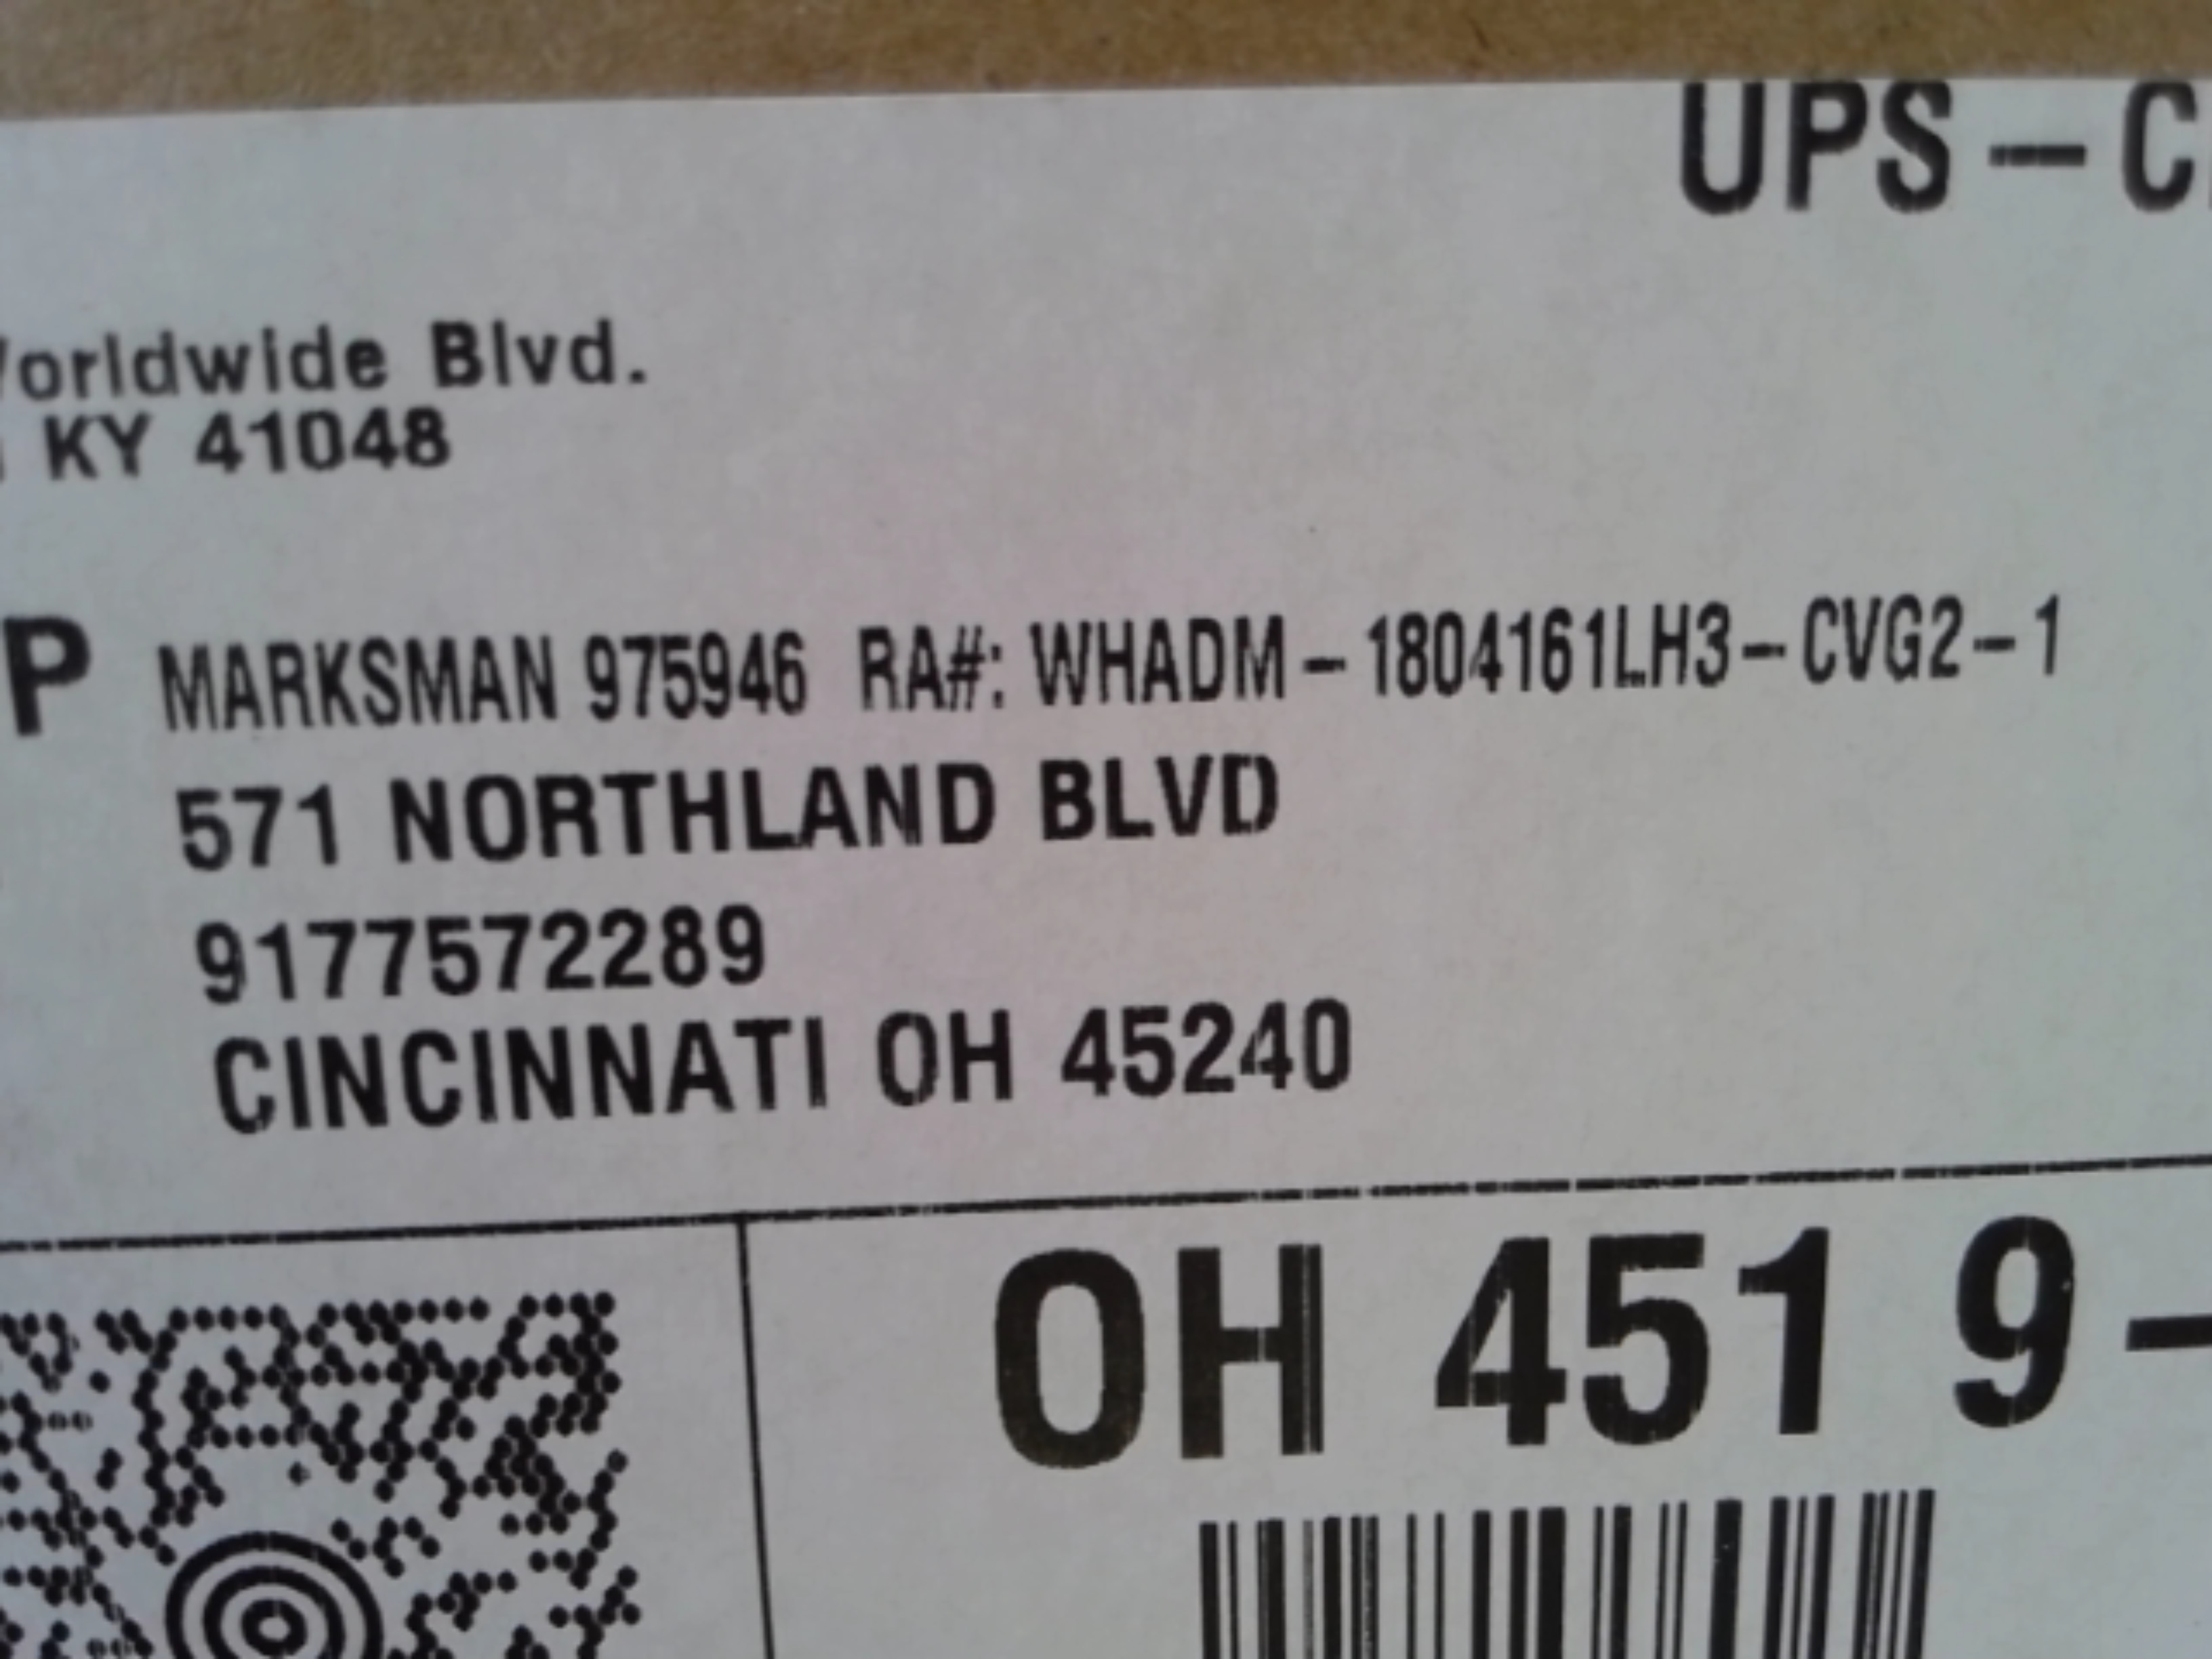 UPS - C
orldwide Blvd.
KY 41048
P MARKSMAN 975946 RA#: WHADM - 1804161LH3 - CVG2 - 1
571 NORTHLAND BLVD
9177572289
CINCINNATI OH 45240
OH 451 9 -